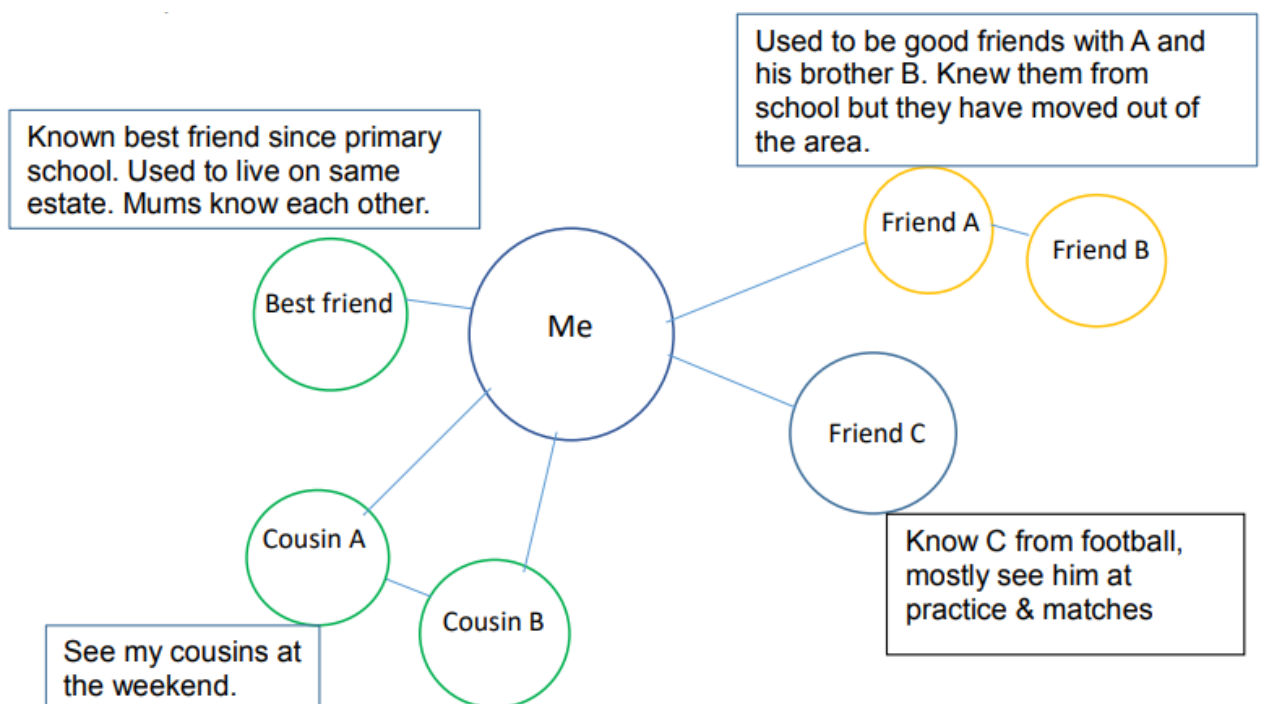 Used to be good friends with A and
his brother B. Knew them from
school but they have moved out of
the area.
Known best friend since primary
school. Used to live on same
estate. Mums know each other.
Friend A
Friend B
Best friend
Me
Friend C
Cousin A
Cousin B
Know C from football,
mostly see him at
practice & matches
See my cousins at
the weekend.